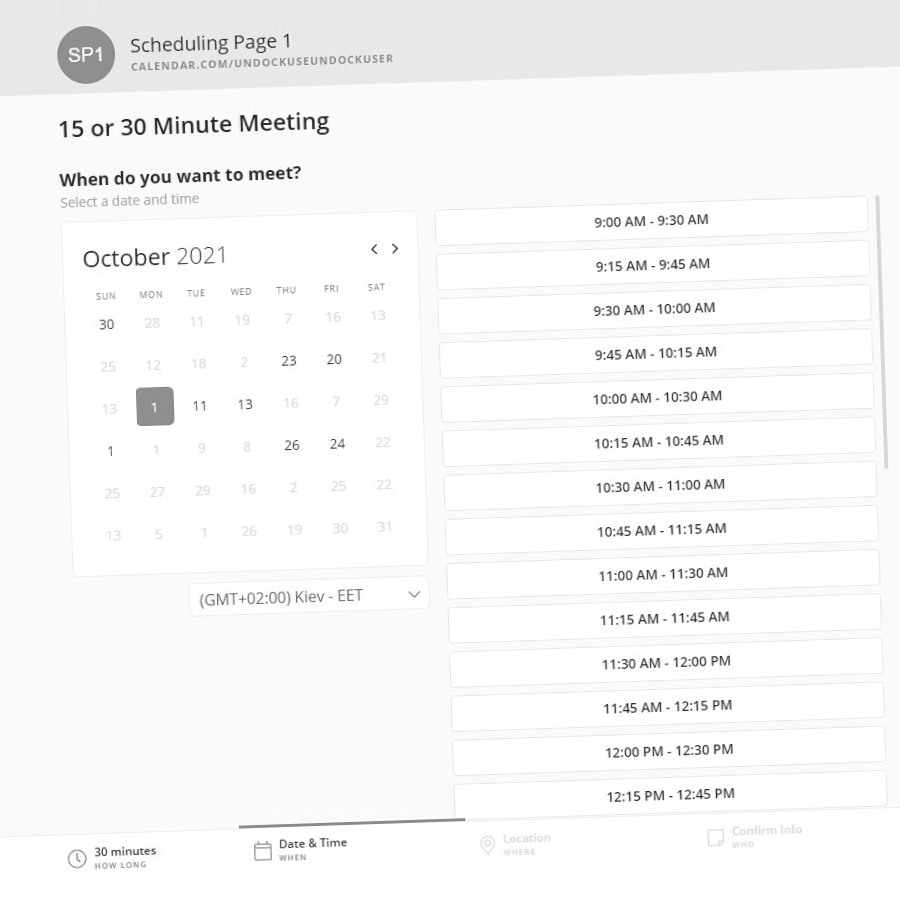 SP1
Scheduling Page 1
CALENDAR.COM/UNDOCKUSEUNDOCKUSER
15 or 30 Minute Meeting
When do you want to meet?
Select a date and time
October 2021
SUN MON TUE WED THU FRI SAT
30 28 11 19 7 16 13
25 12 18 2 23 20 21
13 1 11 13 16 7 29
1 1 9 8 26 24 22
25 27 29 16 2 25 22
13 5 1 26 19 30 31
(GMT+02:00) Kiev - EET
9:00 AM - 9:30 AM
9:15 AM - 9:45 AM
9:30 AM - 10:00 AM
9:45 AM - 10:15 AM
10:00 AM - 10:30 AM
10:15 AM - 10:45 AM
10:30 AM - 11:00 AM
10:45 AM - 11:15 AM
11:00 AM - 11:30 AM
11:15 AM - 11:45 AM
11:30 AM - 12:00 PM
11:45 AM - 12:15 PM
12:00 PM - 12:30 PM
12:15 PM - 12:45 PM
30 minutes
HOW LONG
Date & Time
WHEN
Location
WHERE
Confirm Info
WHO